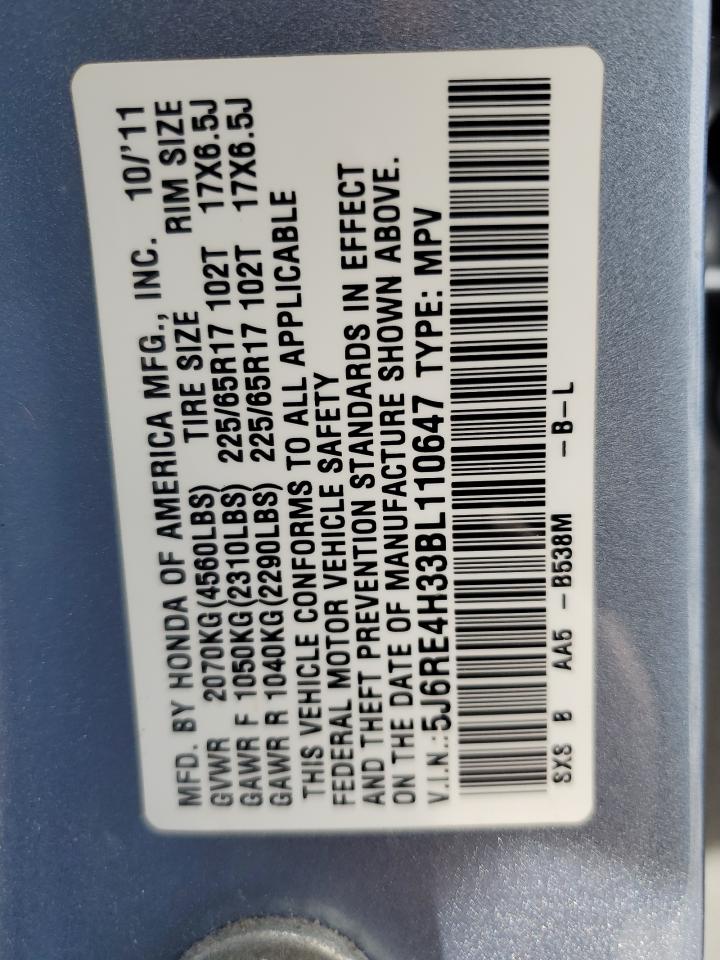 MFD. BY HONDA OF AMERICA MFG., INC. 10/'11
GVWR 2070KG(4560LBS) TIRE SIZE RIM SIZE
GAWR F 1050KG(2310LBS) 225/65R17 102T 17X6.5J
GAWR R 1040KG(2290LBS) 225/65R17 102T 17X6.5J
THIS VEHICLE CONFORMS TO ALL APPLICABLE
FEDERAL MOTOR VEHICLE SAFETY
AND THEFT PREVENTION STANDARDS IN EFFECT
ON THE DATE OF MANUFACTURE SHOWN ABOVE.
V.I.N.:5J6RE4H33BL110647 TYPE: MPV
SXS B AA5 -B538M -B-L